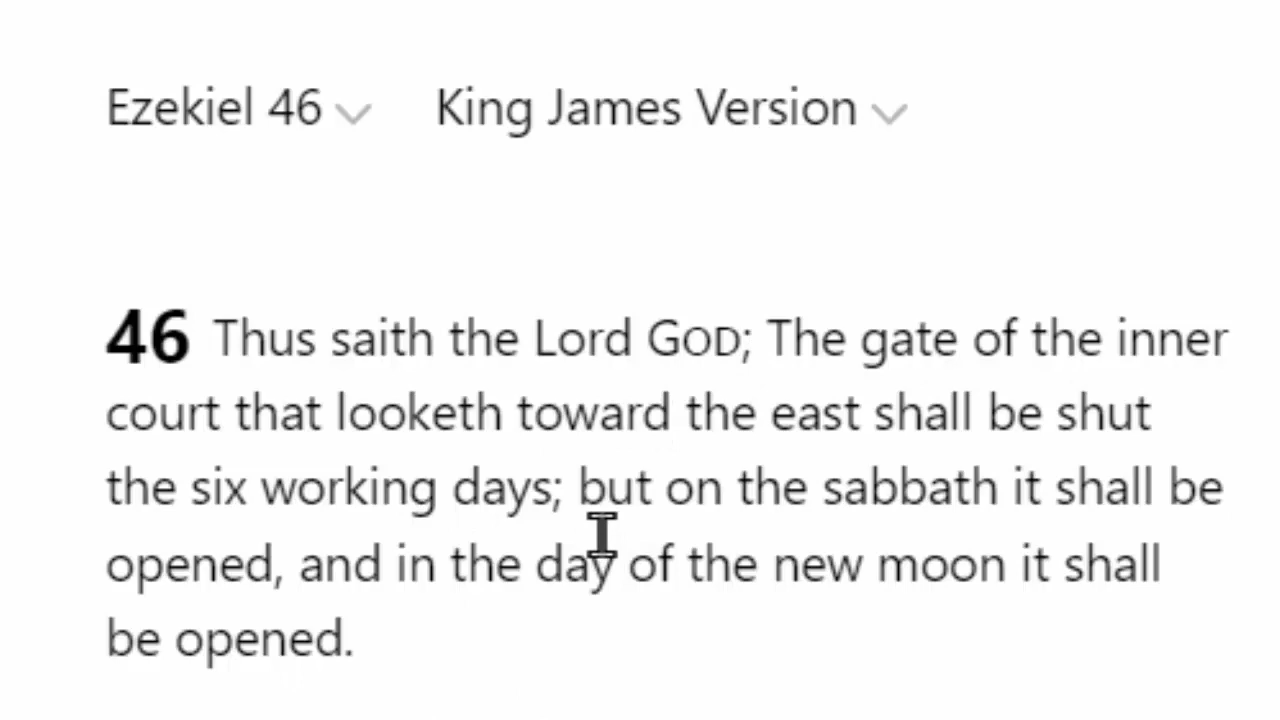 Ezekiel 46 King James Version
46 Thus saith the Lord GOD; The gate of the inner
court that looketh toward the east shall be shut
the six working days; but on the sabbath it shall be
opened, and in the day of the new moon it shall
be opened.